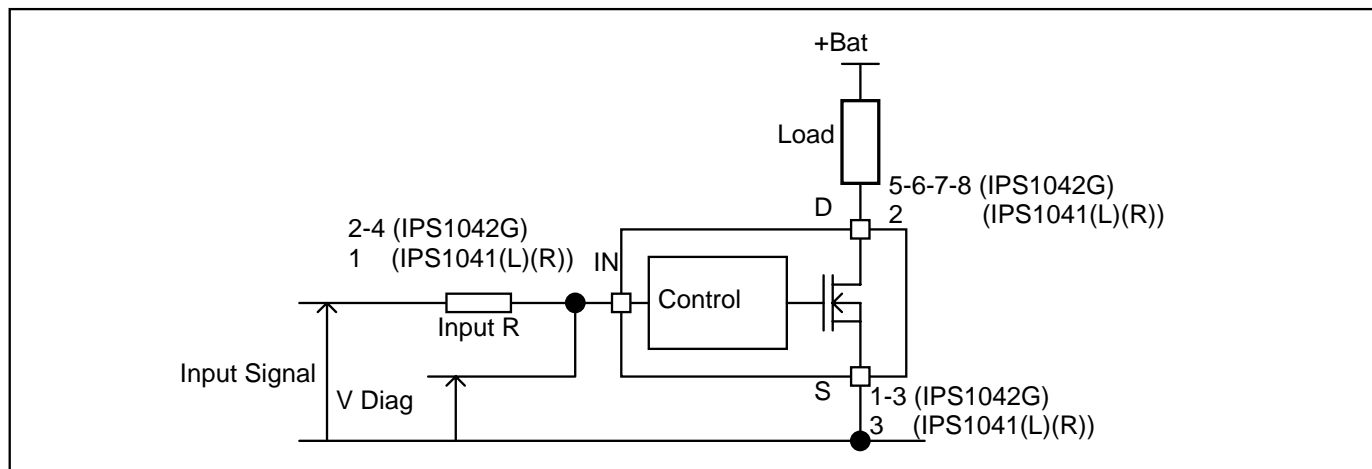 +Bat
Load
5-6-7-8 (IPS1042G)
D
2 (IPS1041(L)(R))
2-4 (IPS1042G)
1 (IPS1041(L)(R))
IN
Control
Input R
Input Signal
V Diag
S
1-3 (IPS1042G)
3 (IPS1041(L)(R))